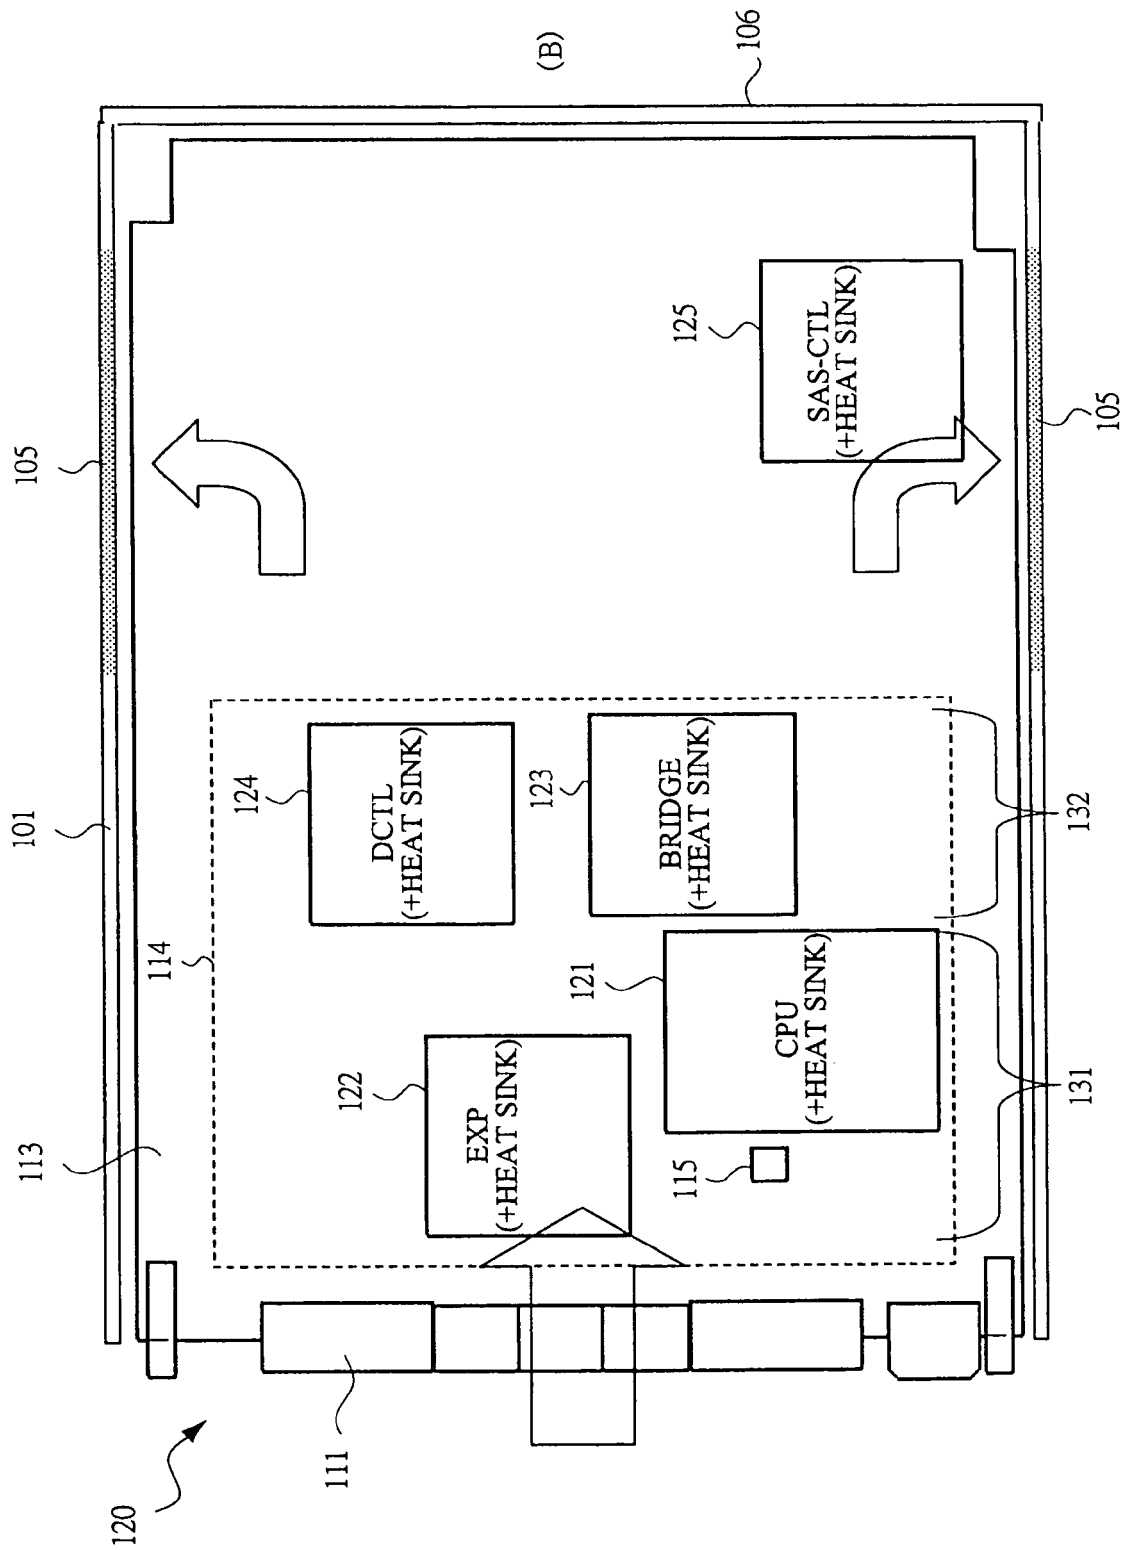 (B)
106
105
SAS-CTL
(+HEAT SINK)
125
105
101
124
DCTL
(+HEAT SINK)
123
BRIDGE
(+HEAT SINK)
132
114
121
CPU
(+HEAT SINK)
131
113
122
EXP
(+HEAT SINK)
115
111
120